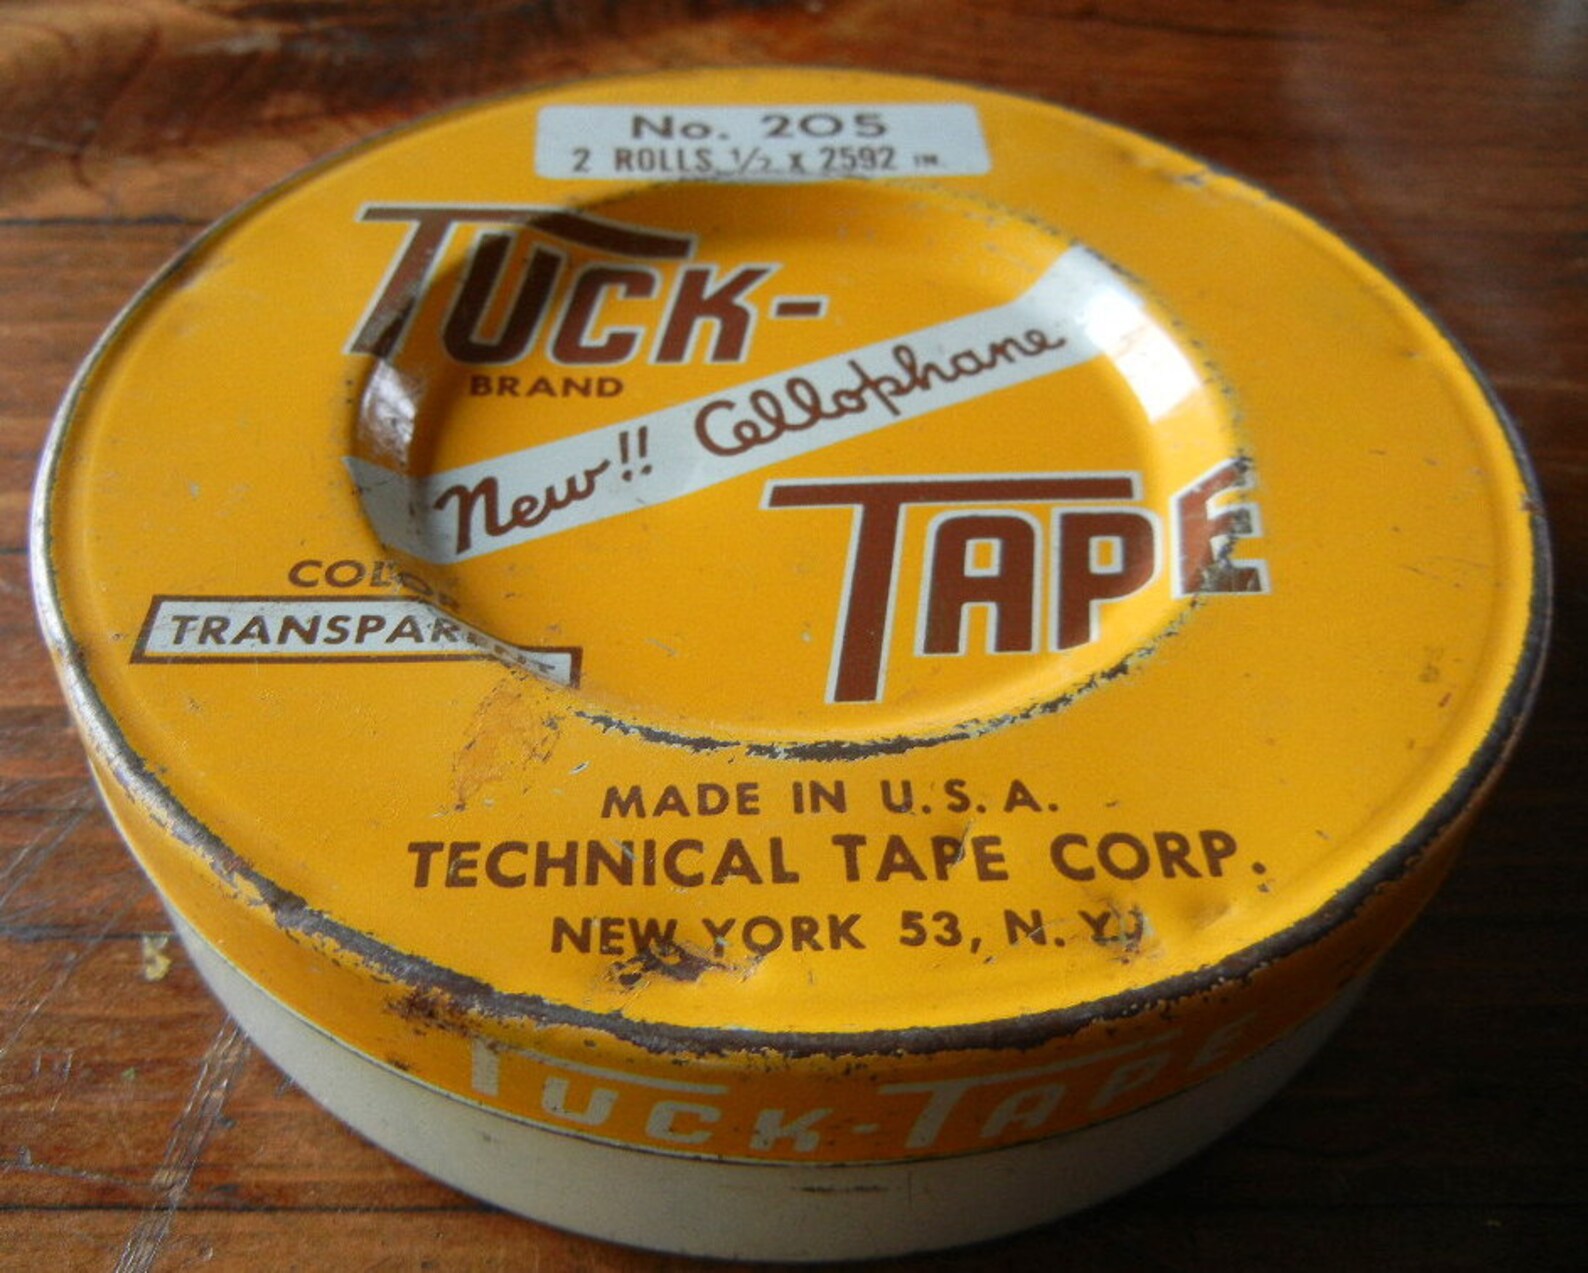 No. 205
2 ROLLS ½ x 2592 IN.
TUCK-
BRAND
New!! Cellophane
TAPE
COLOR
TRANSPARENT
MADE IN U.S.A.
TECHNICAL TAPE CORP.
NEW YORK 53, N.Y.
TUCK-TAPE